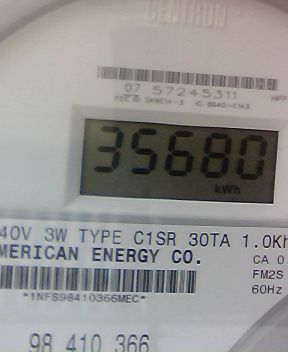 CENTRON
07 57245311
35680
kWh
40V 3W TYPE C1SR 30TA 1.0Kh
MERICAN ENERGY CO.
CA 0
FM2S
60Hz
*1NFS98410366MEC*
98 410 366